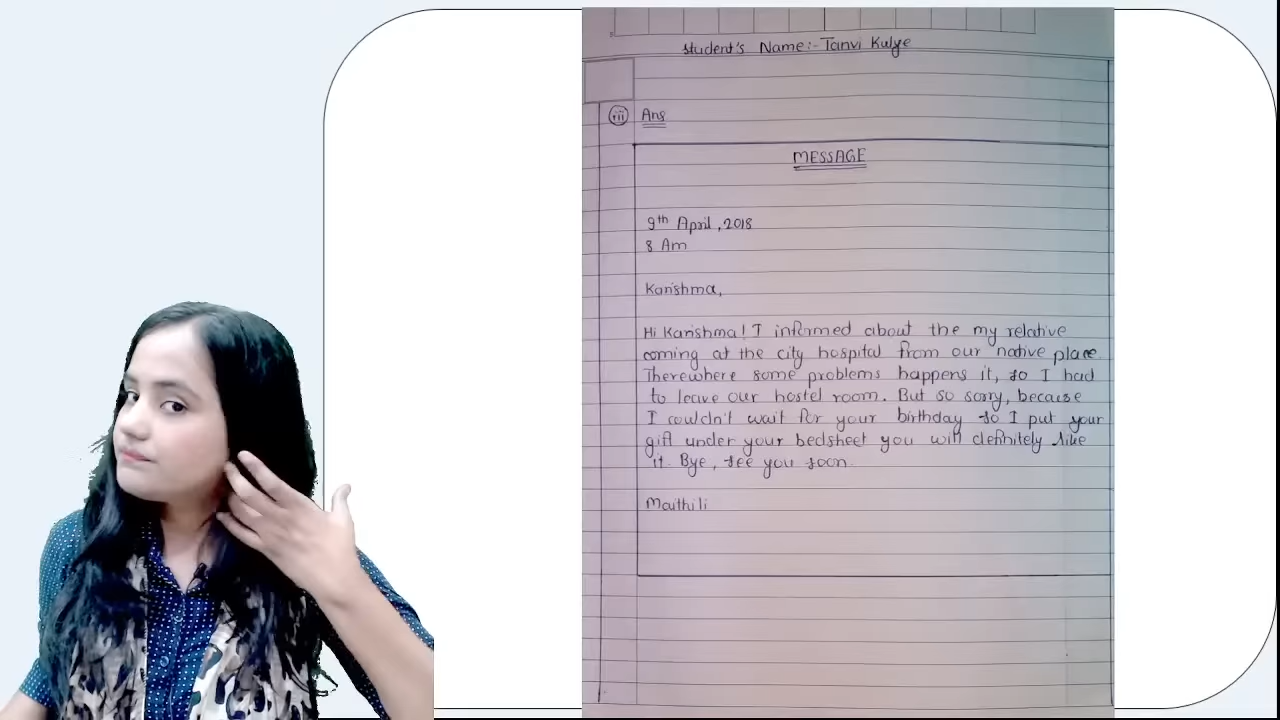 Student's Name:- Tanvi Kulye
iii Ans
MESSAGE
9th April, 2018
8 Am
Karishma,
Hi Karishma! I informed about the my relative
coming at the city hospital from our native place.
Therewhere some problems happens it, so I had
to leave our hostel room. But so sorry, because
I couldn't wait for your birthday so I put your
gift under your bedsheet you will definitely like
it. Bye, see you soon.
Maithili